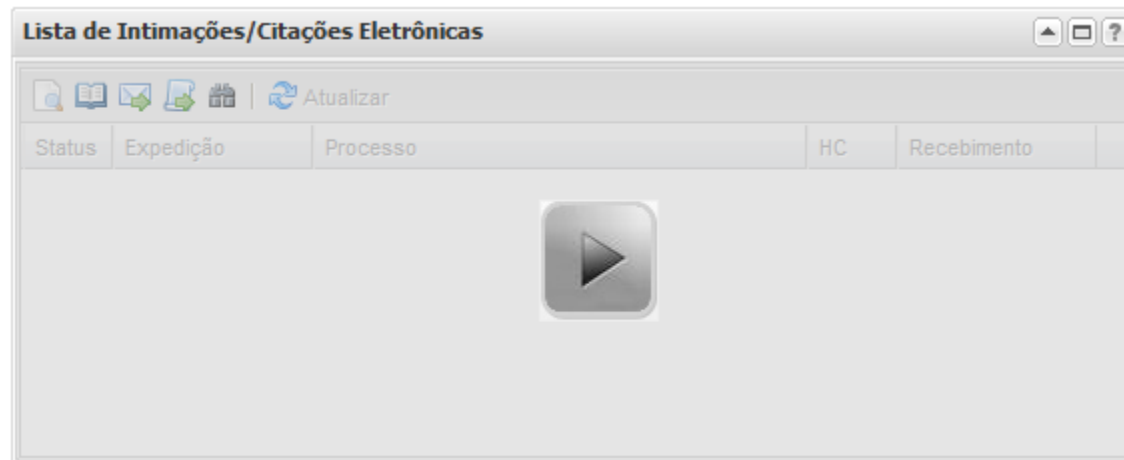 Lista de Intimações/Citações Eletrônicas ?
Atualizar
Status Expedição Processo HC Recebimento